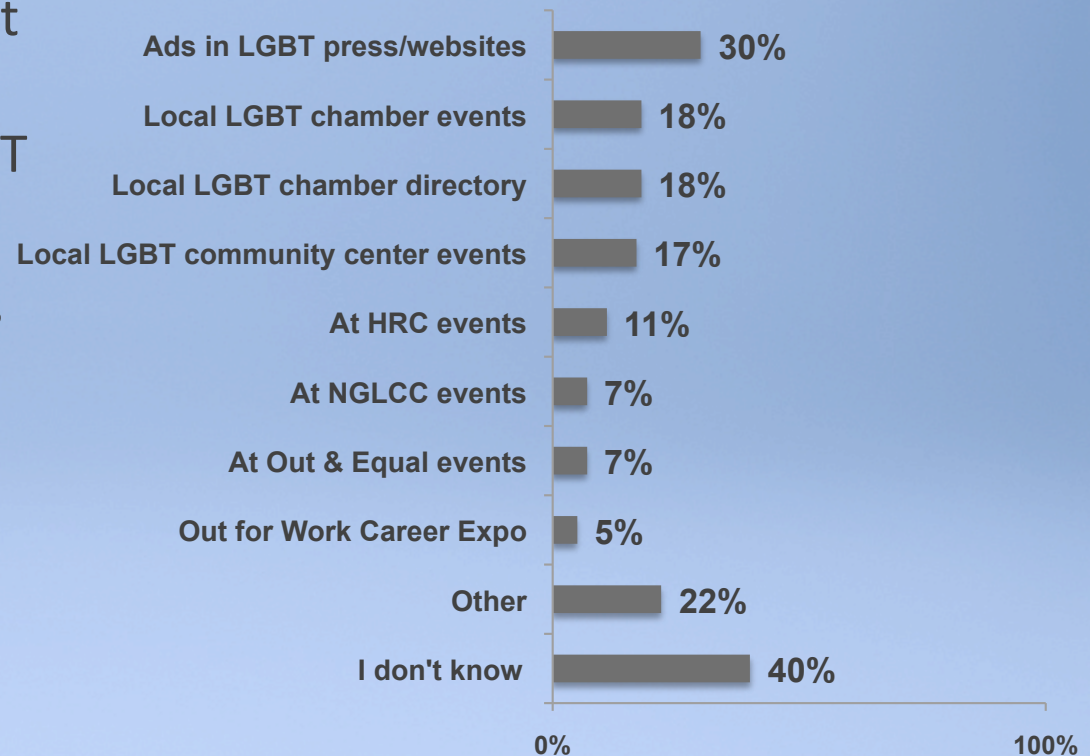 t
Ads in LGBT press/websites 30%
Local LGBT chamber events 18%
T
Local LGBT chamber directory 18%
Local LGBT community center events 17%
At HRC events 11%
At NGLCC events 7%
At Out & Equal events 7%
Out for Work Career Expo 5%
Other 22%
I don't know 40%
0% 100%